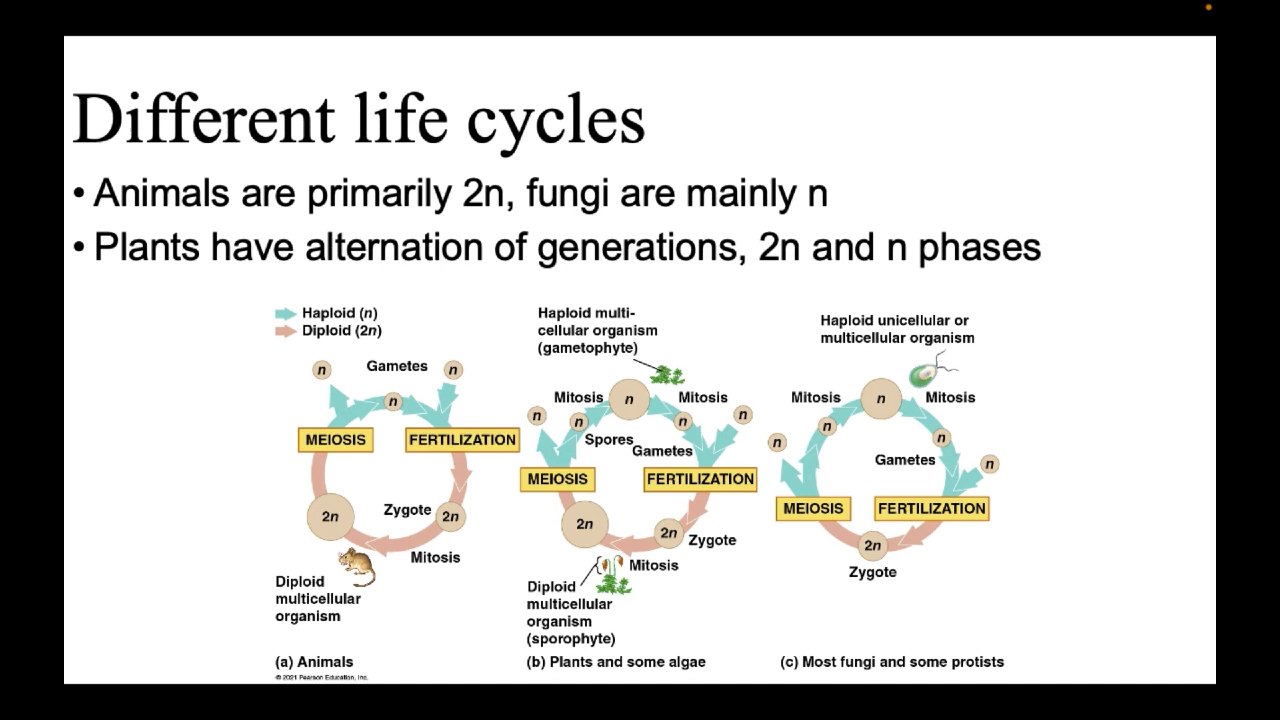 Different life cycles
• Animals are primarily 2n, fungi are mainly n
• Plants have alternation of generations, 2n and n phases
Haploid (n)
Diploid (2n)
Gametes
n
n
n
MEIOSIS
FERTILIZATION
2n
Zygote
2n
Mitosis
Diploid
multicellular
organism
(a) Animals
© 2021 Pearson Education, Inc.
Haploid multi-
cellular organism
(gametophyte)
Mitosis
n
Mitosis
n
n
Spores
n
n
Gametes
MEIOSIS
FERTILIZATION
2n
2n
Zygote
Mitosis
Diploid
multicellular
organism
(sporophyte)
(b) Plants and some algae
Haploid unicellular or
multicellular organism
Mitosis
n
Mitosis
n
n
n
Gametes
n
MEIOSIS
FERTILIZATION
2n
Zygote
(c) Most fungi and some protists